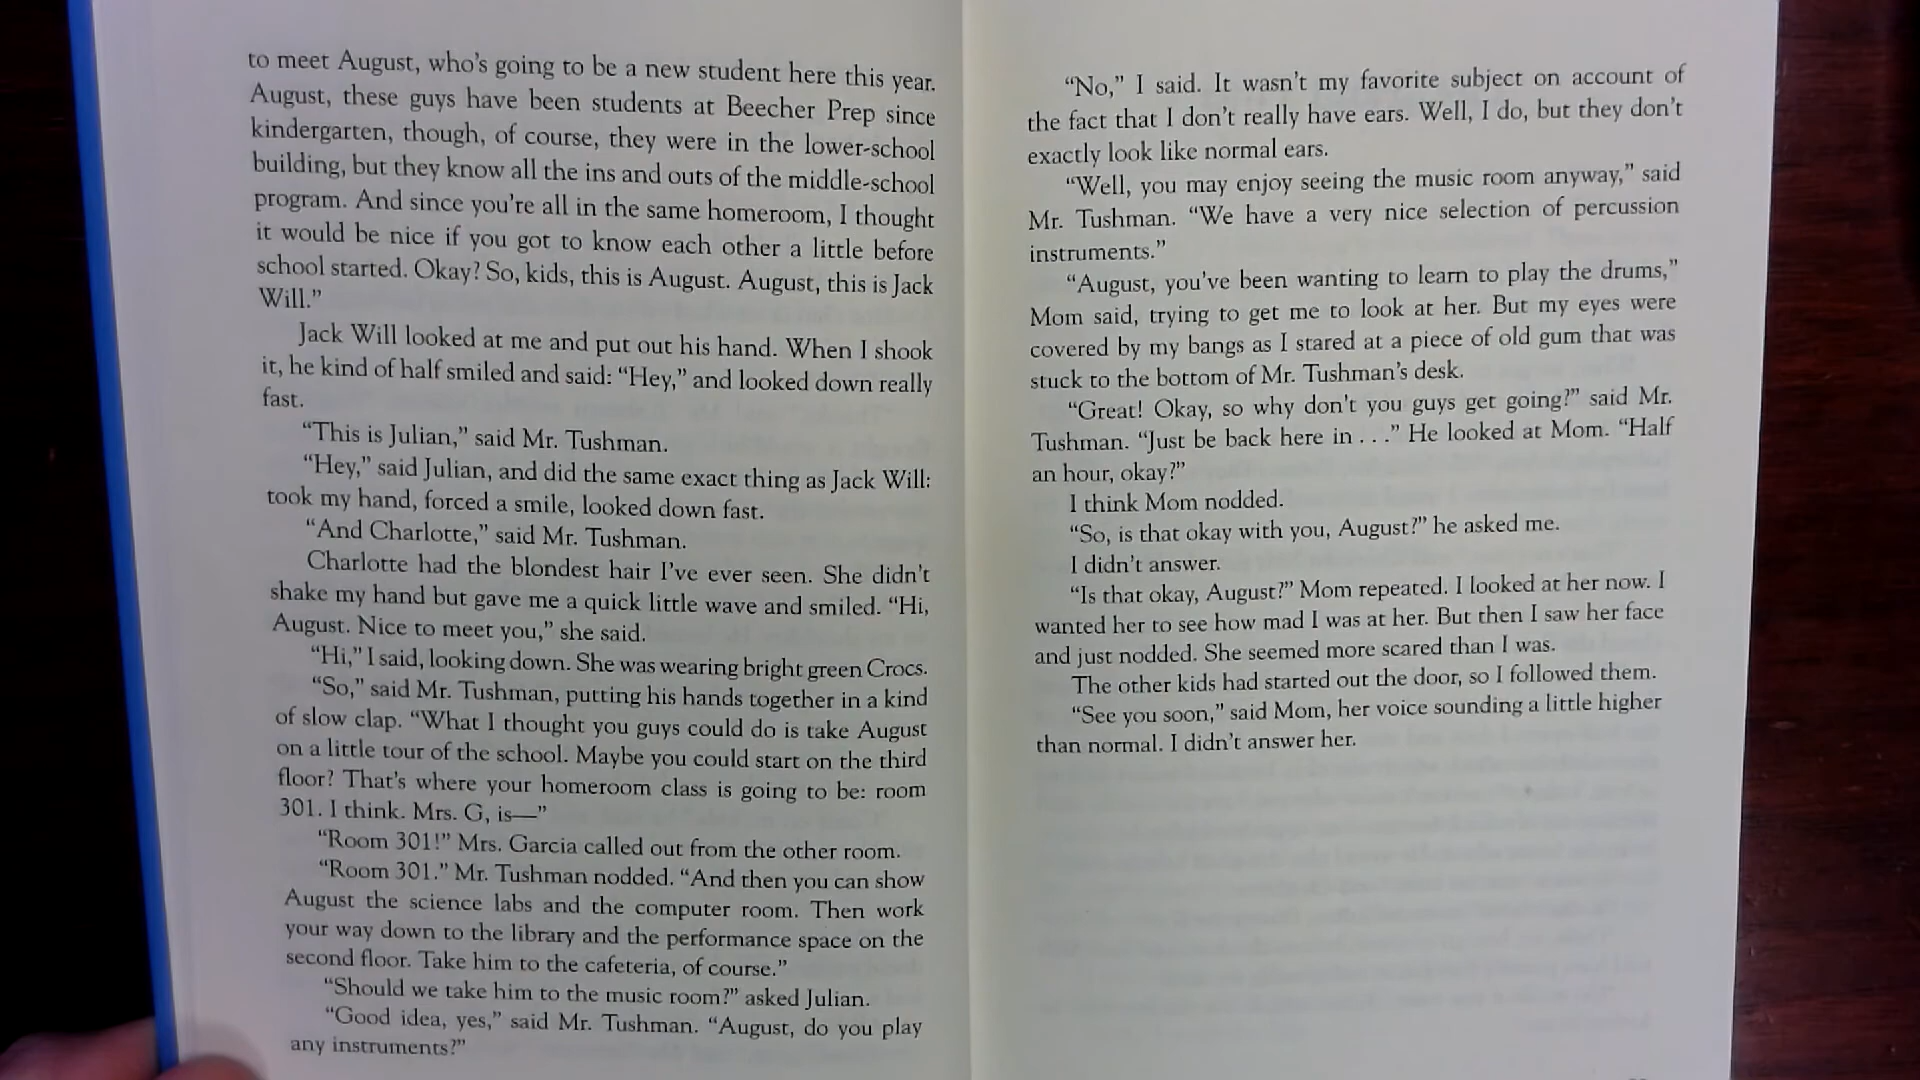 to meet August, who's going to be a new student here this year.
August, these guys have been students at Beecher Prep since
kindergarten, though, of course, they were in the lower-school
building, but they know all the ins and outs of the middle-school
program. And since you're all in the same homeroom, I thought
it would be nice if you got to know each other a little before
school started. Okay? So, kids, this is August. August, this is Jack
Will.”
Jack Will looked at me and put out his hand. When I shook
it, he kind of half smiled and said: “Hey,” and looked down really
fast.
“This is Julian,” said Mr. Tushman.
“Hey,” said Julian, and did the same exact thing as Jack Will:
took my hand, forced a smile, looked down fast.
“And Charlotte,” said Mr. Tushman.
Charlotte had the blondest hair I've ever seen. She didn't
shake my hand but gave me a quick little wave and smiled. “Hi,
August. Nice to meet you,” she said.
“Hi,” I said, looking down. She was wearing bright green Crocs.
“So,” said Mr. Tushman, putting his hands together in a kind
of slow clap. “What I thought you guys could do is take August
on a little tour of the school. Maybe you could start on the third
floor? That's where your homeroom class is going to be: room
301. I think. Mrs. G, is—”
“Room 301!” Mrs. Garcia called out from the other room.
“Room 301.” Mr. Tushman nodded. “And then you can show
August the science labs and the computer room. Then work
your way down to the library and the performance space on the
second floor. Take him to the cafeteria, of course.”
“Should we take him to the music room?” asked Julian.
“Good idea, yes,” said Mr. Tushman. “August, do you play
any instruments?”
“No,” I said. It wasn't my favorite subject on account of
the fact that I don't really have ears. Well, I do, but they don't
exactly look like normal ears.
“Well, you may enjoy seeing the music room anyway,” said
Mr. Tushman. “We have a very nice selection of percussion
instruments.”
“August, you've been wanting to learn to play the drums,”
Mom said, trying to get me to look at her. But my eyes were
covered by my bangs as I stared at a piece of old gum that was
stuck to the bottom of Mr. Tushman's desk.
“Great! Okay, so why don't you guys get going?” said Mr.
Tushman. “Just be back here in . . .” He looked at Mom. “Half
an hour, okay?”
I think Mom nodded.
“So, is that okay with you, August?” he asked me.
I didn't answer.
“Is that okay, August?” Mom repeated. I looked at her now. I
wanted her to see how mad I was at her. But then I saw her face
and just nodded. She seemed more scared than I was.
The other kids had started out the door, so I followed them.
“See you soon,” said Mom, her voice sounding a little higher
than normal. I didn't answer her.